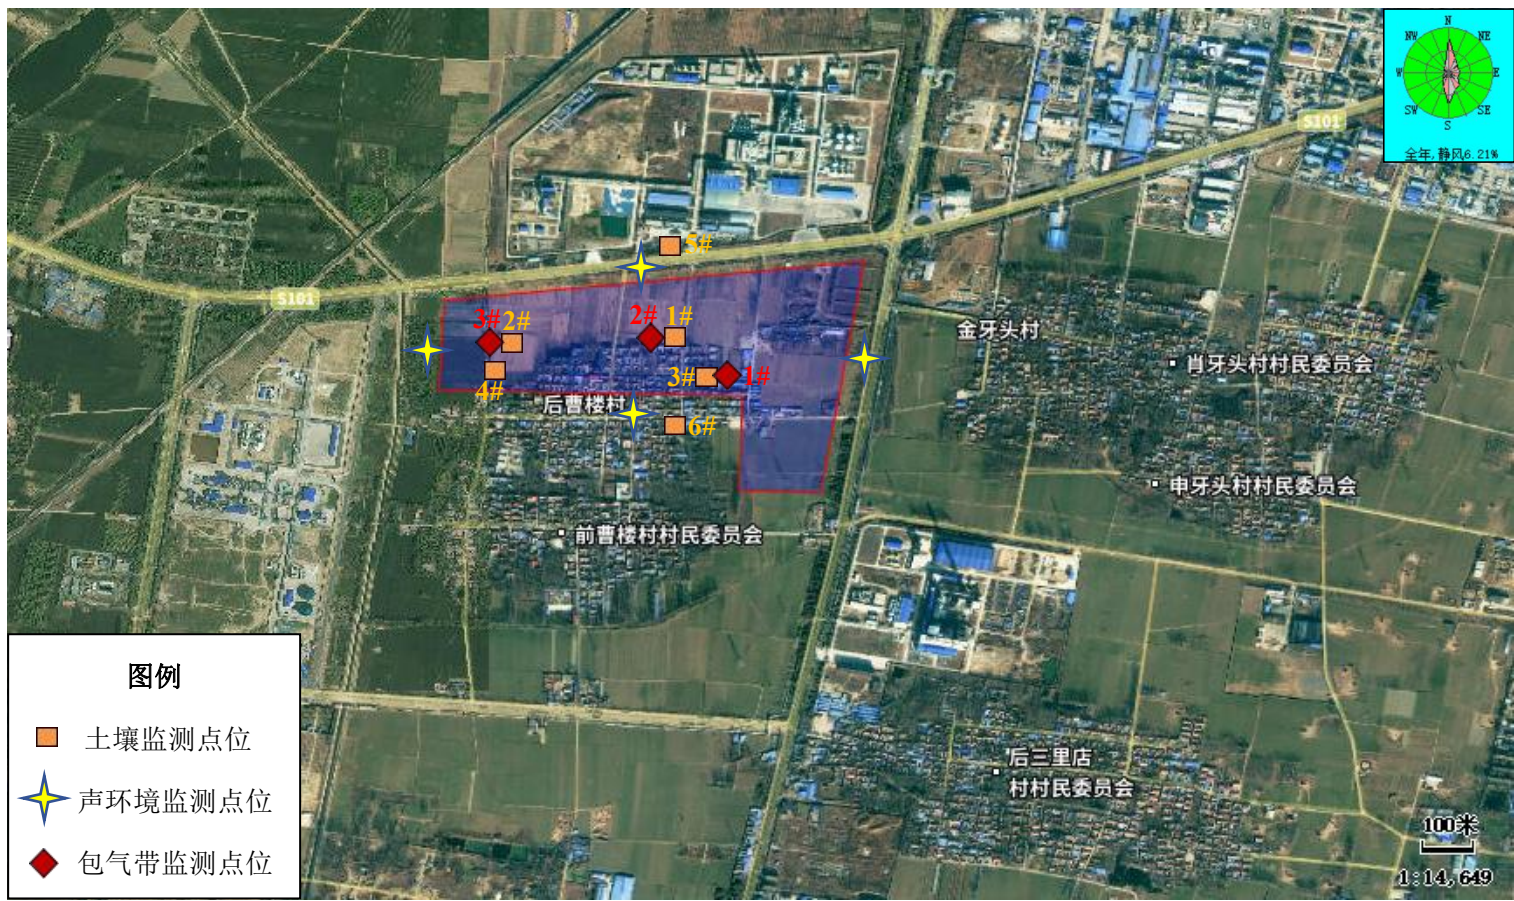 N
NW
NE
W
E
SW
SE
S
全年,静风6.21%
S101
5#
S101
3#
2#
2#
1#
金牙头村
肖牙头村村民委员会
3#
1#
4#
后曹楼村
6#
申牙头村村民委员会
前曹楼村村民委员会
图例
土壤监测点位
声环境监测点位
包气带监测点位
后三里店
村村民委员会
100米
1:14,649